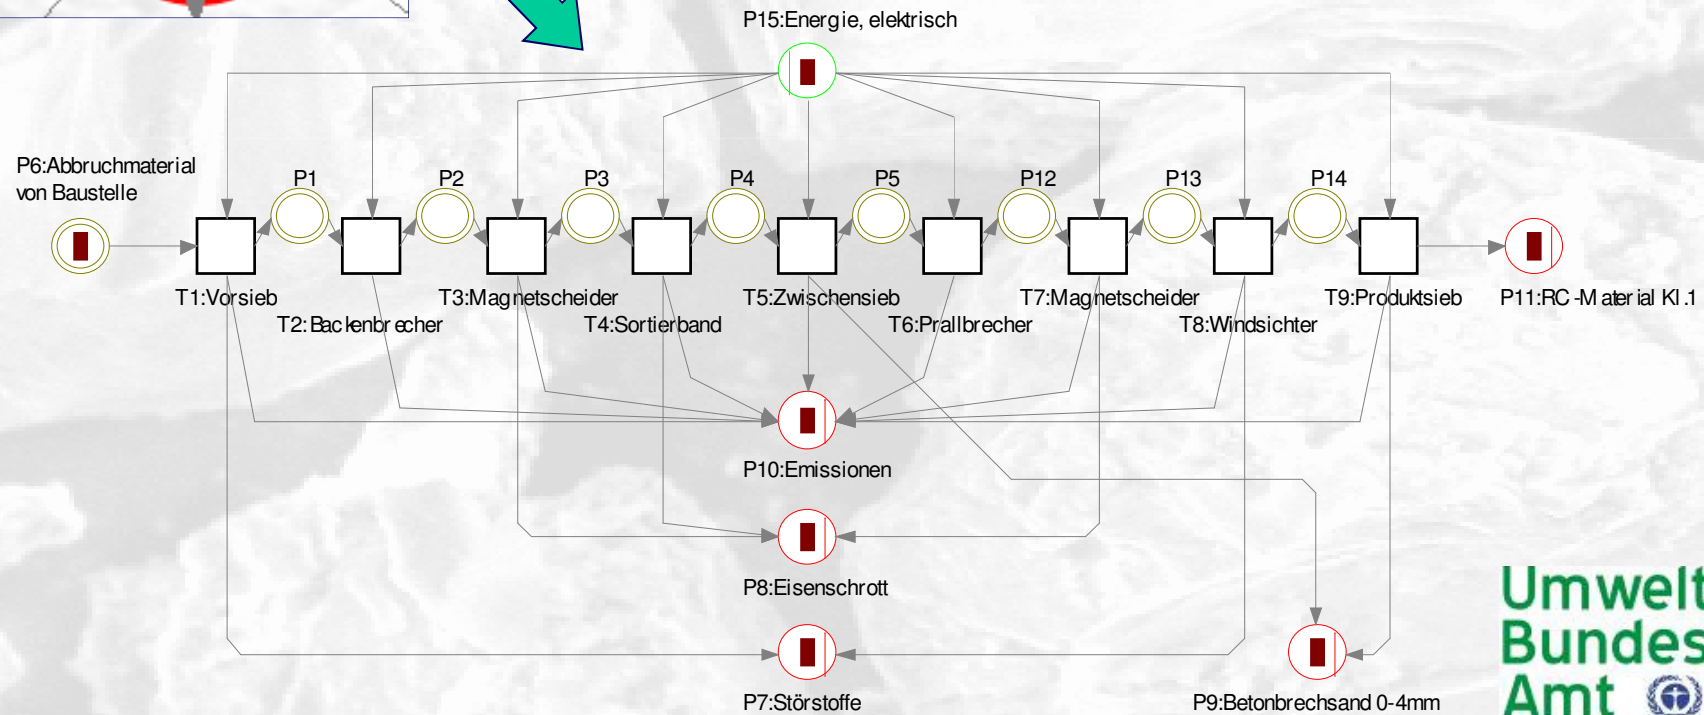 P15:Energie, elektrisch
P6:Abbruchmaterial
von Baustelle
P1
P2
P3
P4
P5
P12
P13
P14
T1:Vorsieb
T2:Backenbrecher
T3:Magnetscheider
T4:Sortierband
T5:Zwischensieb
T6:Prallbrecher
T7:Magnetscheider
T8:Windsichter
T9:Produktsieb
P11:RC-Material Kl.1
P10:Emissionen
P8:Eisenschrott
P7:Störstoffe
P9:Betonbrechsand 0-4mm
Umwelt
Bundes
Amt